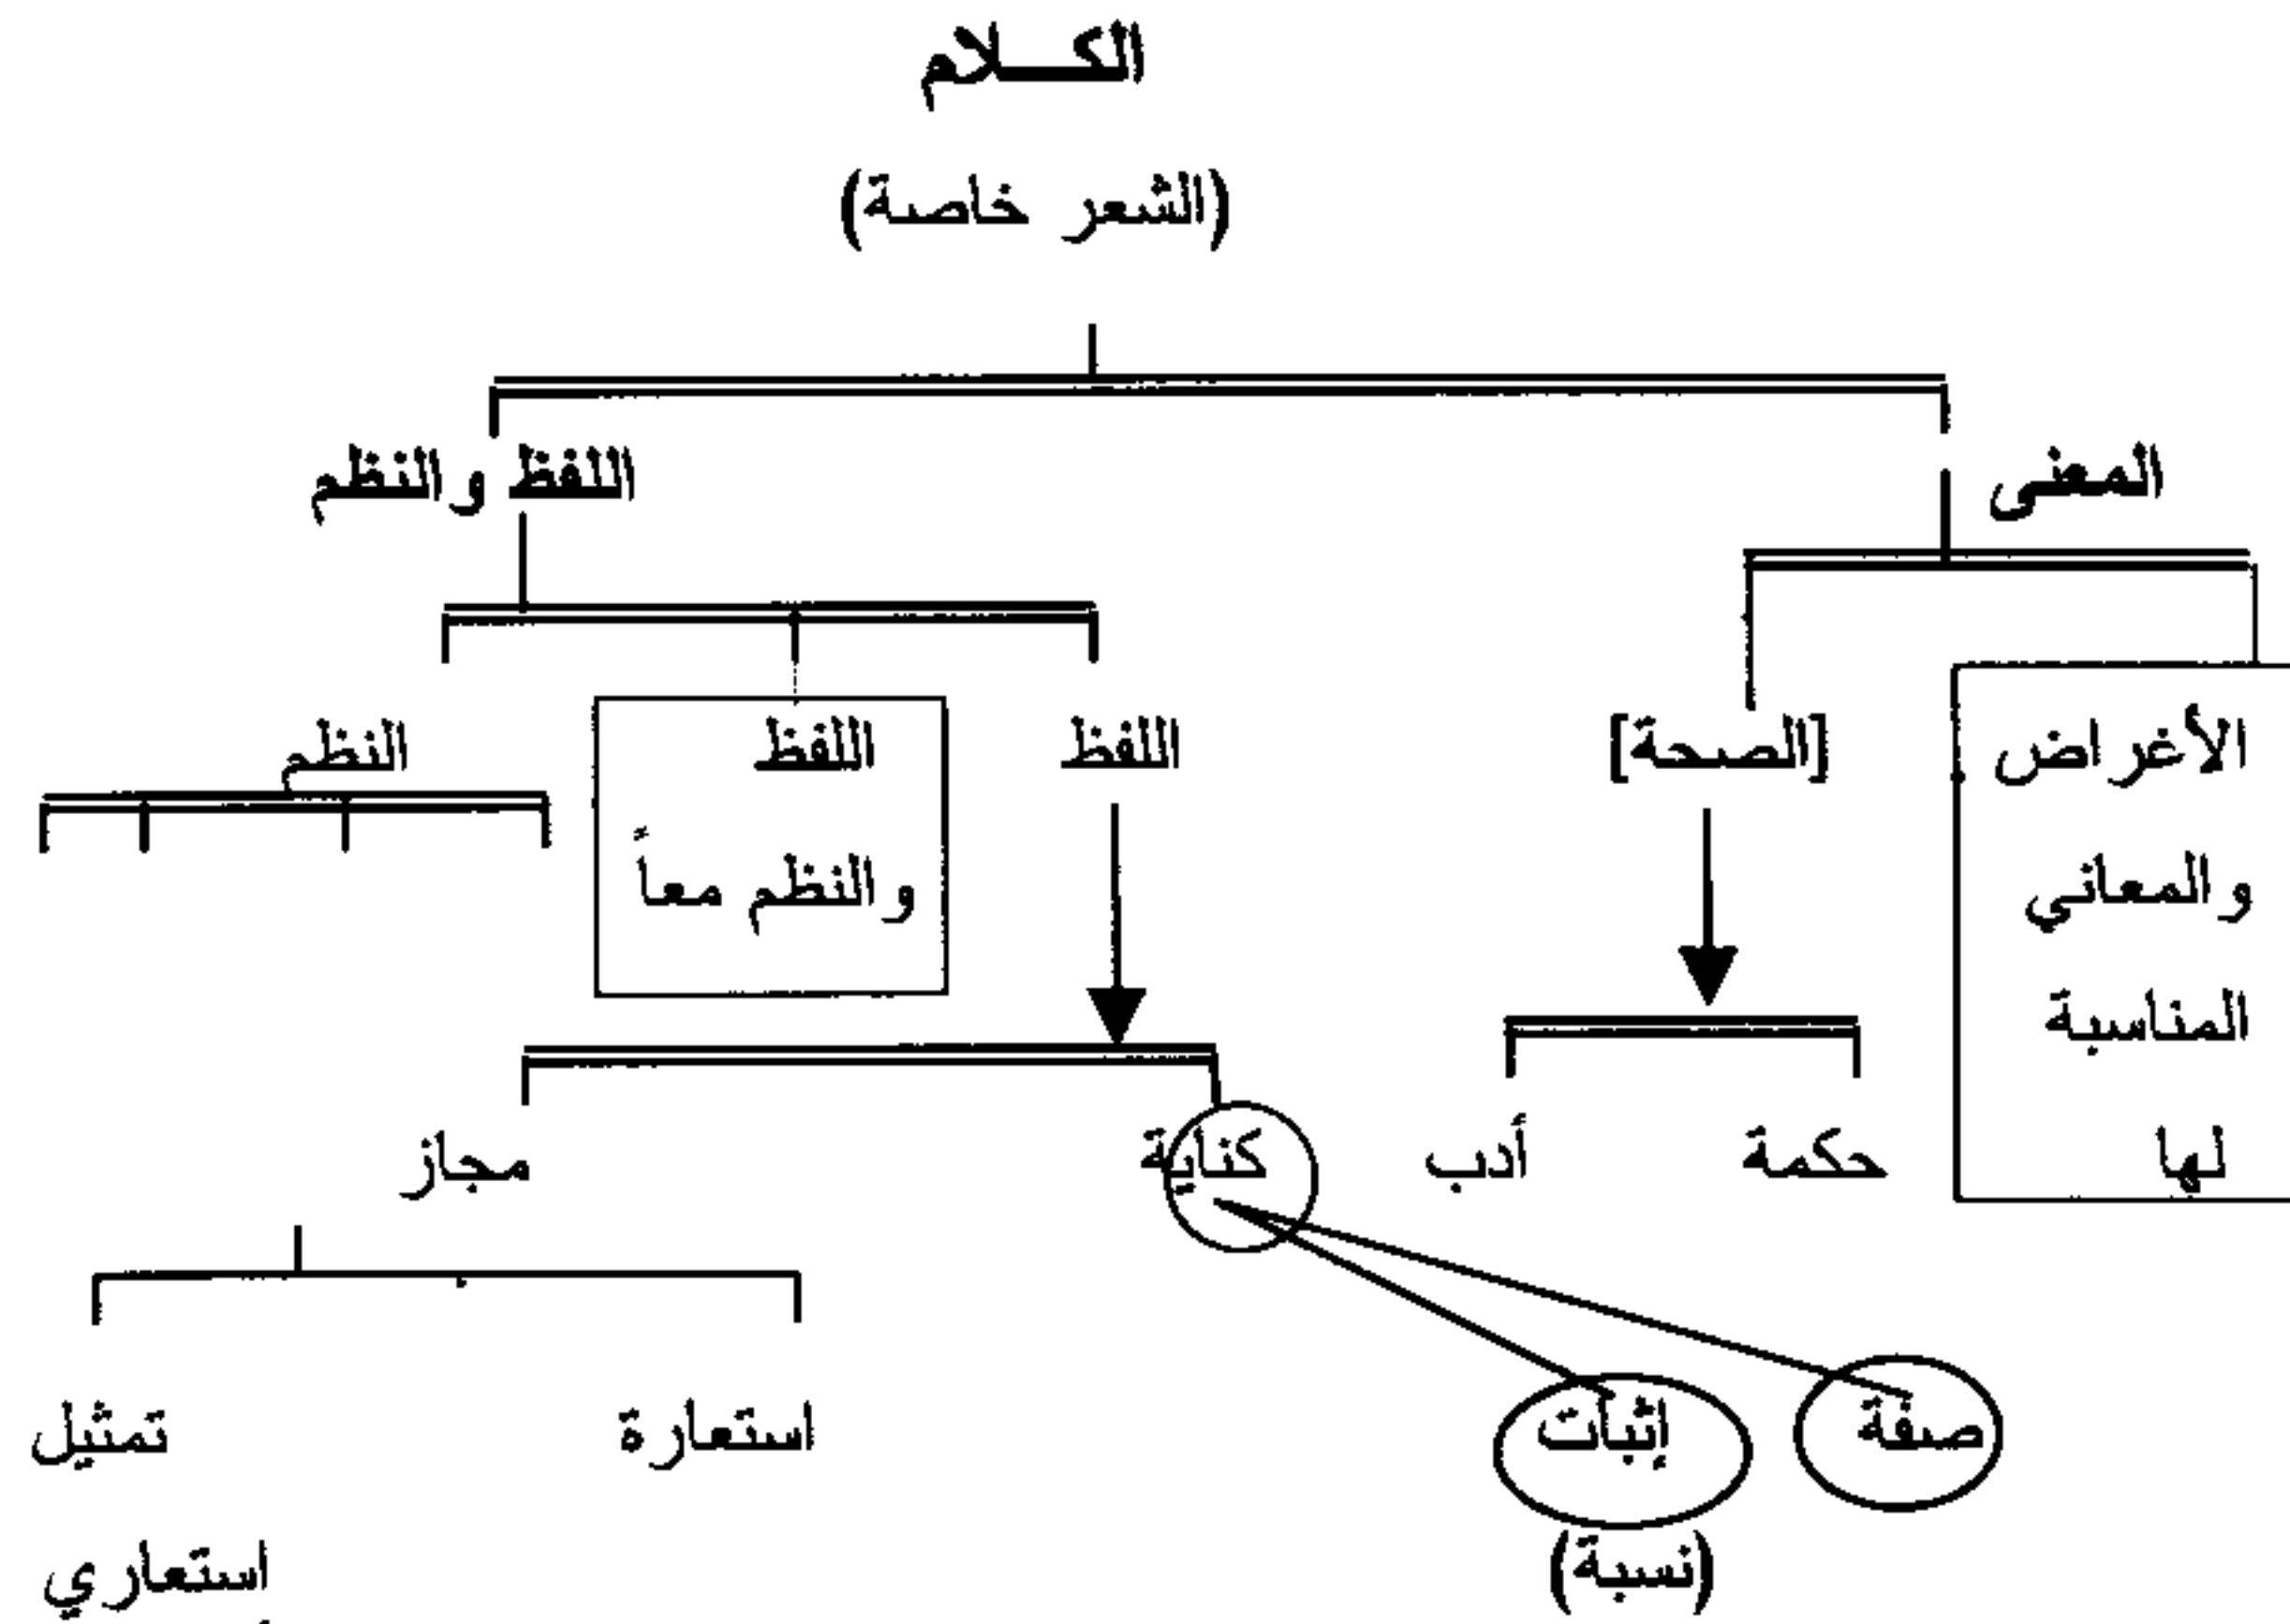 الكلام
(الشعر خاصة)
المعنى
اللفظ والنظم
الأغراض
والمعاني
المناسبة
لها
[الصحة]
اللفظ
اللفظ
والنظم معاً
النظم
حكمة
أدب
كناية
مجاز
صفة
إثبات
(نسبة)
استعارة
تمثيل
استعاري